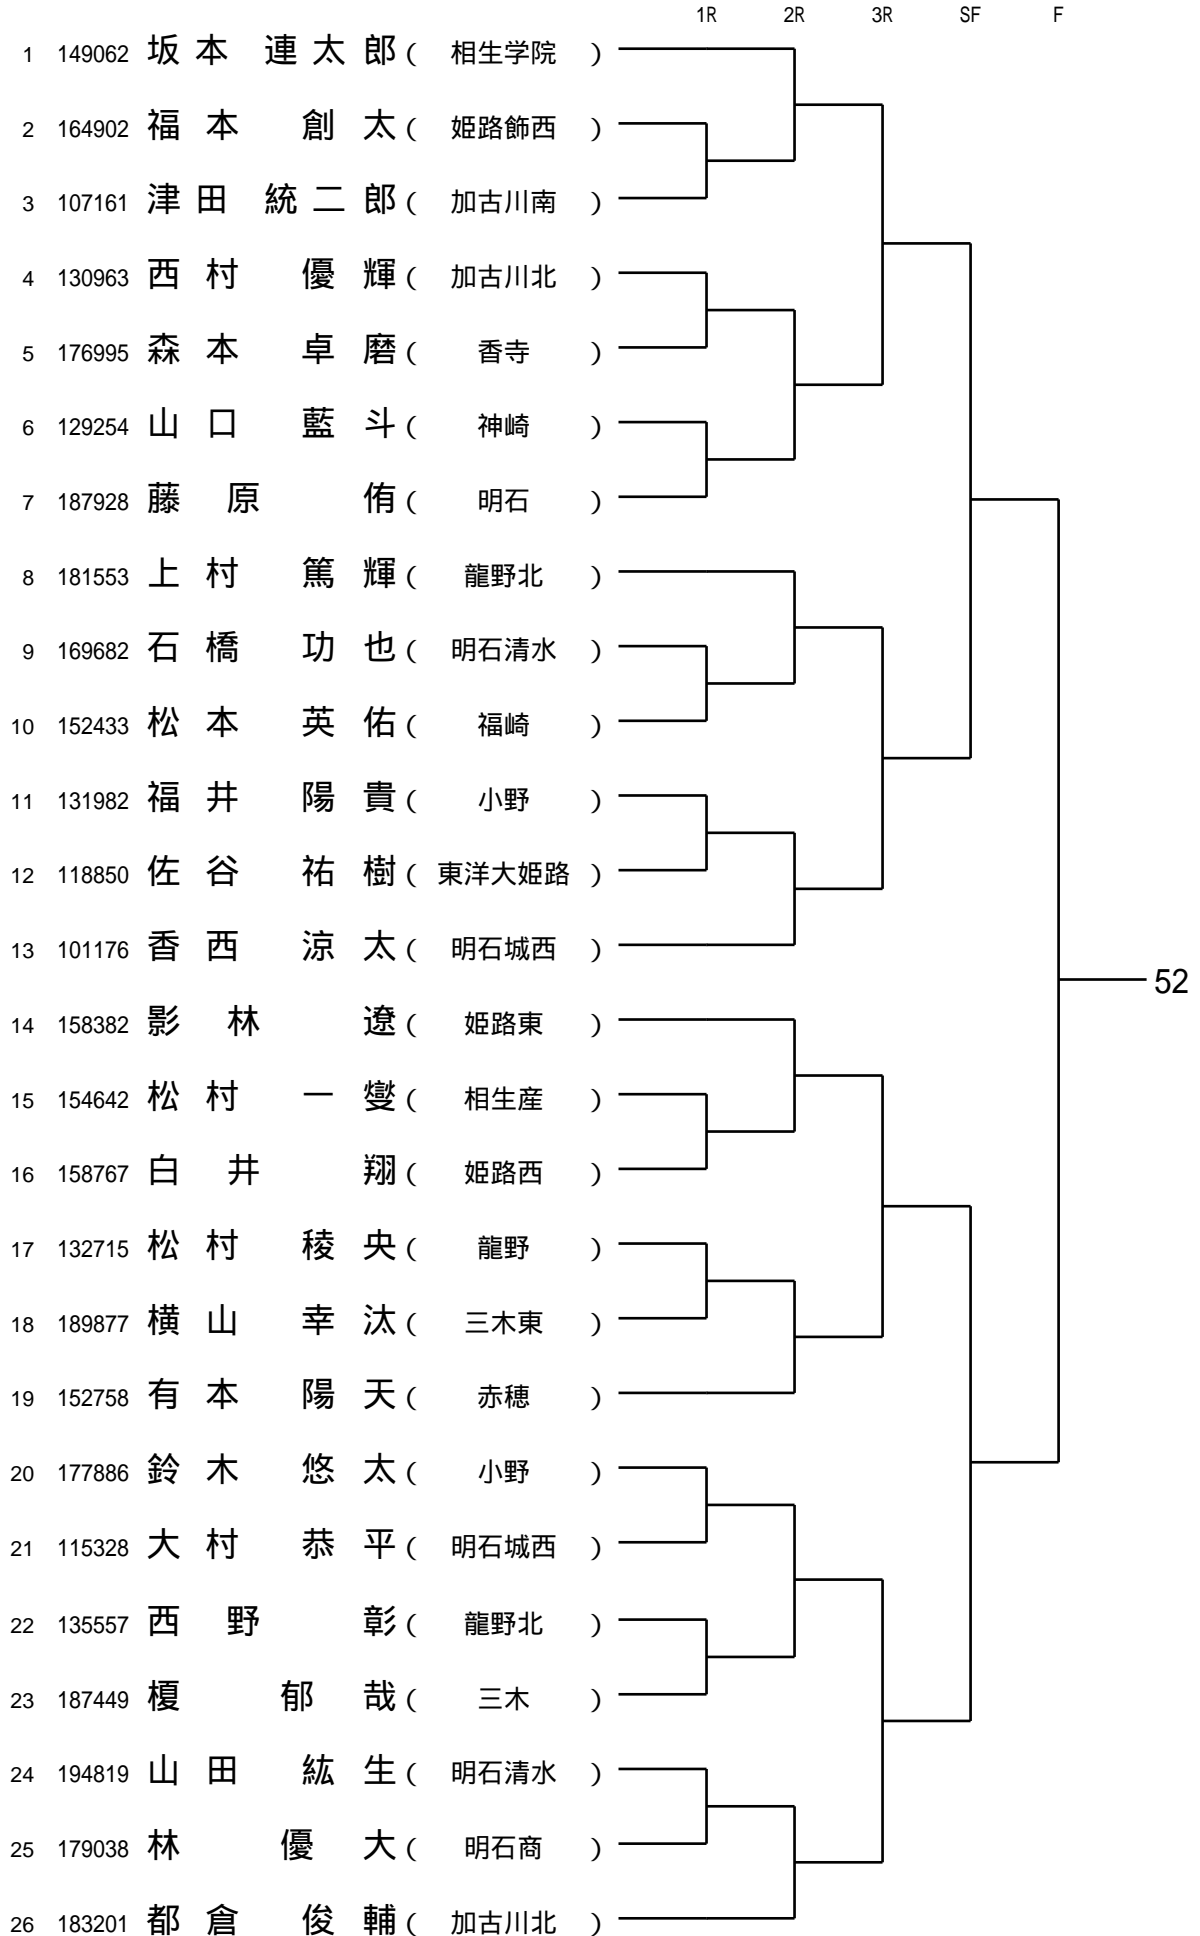 1R 2R 3R SF F
1 149062 坂本 連太郎 ( 相生学院 )
2 164902 福本 創太 ( 姫路飾西 )
3 107161 津田 統二郎 ( 加古川南 )
4 130963 西村 優輝 ( 加古川北 )
5 176995 森本 卓磨 ( 香寺 )
6 129254 山口 藍斗 ( 神崎 )
7 187928 藤原 侑 ( 明石 )
8 181553 上村 篤輝 ( 龍野北 )
9 169682 石橋 功也 ( 明石清水 )
10 152433 松本 英佑 ( 福崎 )
11 131982 福井 陽貴 ( 小野 )
12 118850 佐谷 祐樹 ( 東洋大姫路 )
13 101176 香西 涼太 ( 明石城西 )
52
14 158382 影林 遼 ( 姫路東 )
15 154642 松村 一燮 ( 相生産 )
16 158767 白井 翔 ( 姫路西 )
17 132715 松村 稜央 ( 龍野 )
18 189877 横山 幸汰 ( 三木東 )
19 152758 有本 陽天 ( 赤穂 )
20 177886 鈴木 悠太 ( 小野 )
21 115328 大村 恭平 ( 明石城西 )
22 135557 西野 彰 ( 龍野北 )
23 187449 榎 郁哉 ( 三木 )
24 194819 山田 紘生 ( 明石清水 )
25 179038 林 優大 ( 明石商 )
26 183201 都倉 俊輔 ( 加古川北 )